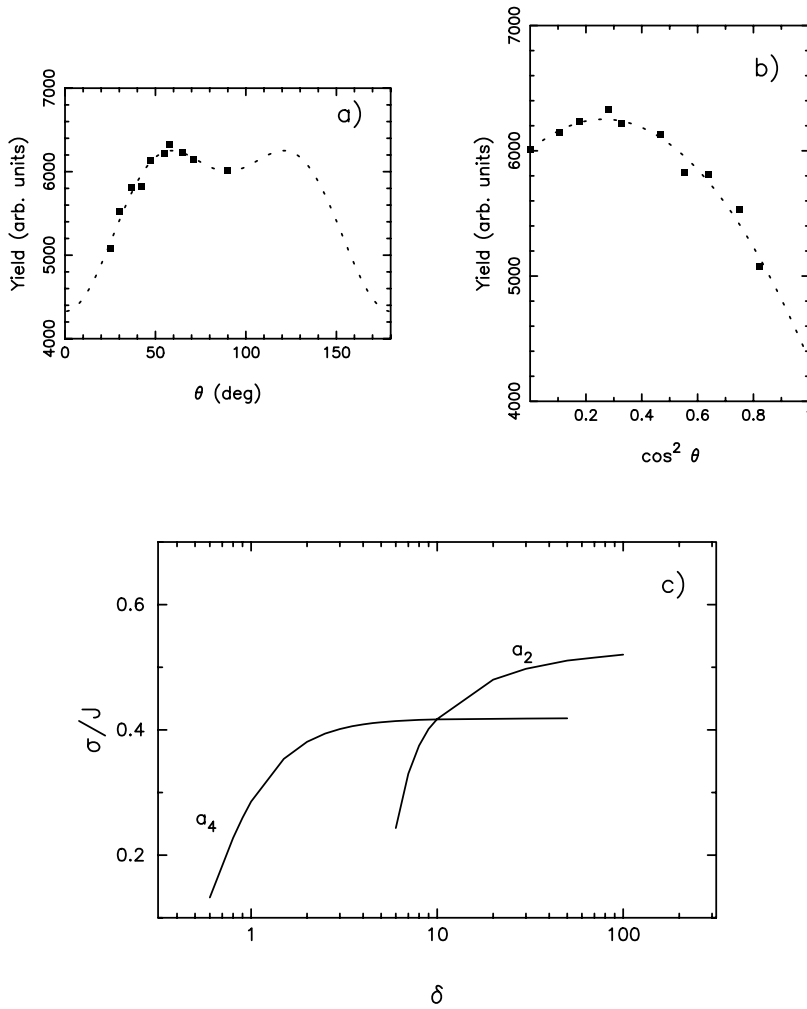 a)
7000
6000
5000
4000
Yield (arb. units)
0 50 100 150
θ (deg)
b)
7000
6000
5000
4000
Yield (arb. units)
0.2 0.4 0.6 0.8
cos² θ
c)
0.6
0.4
0.2
σ/J
a₂
a₄
1 10 100
δ